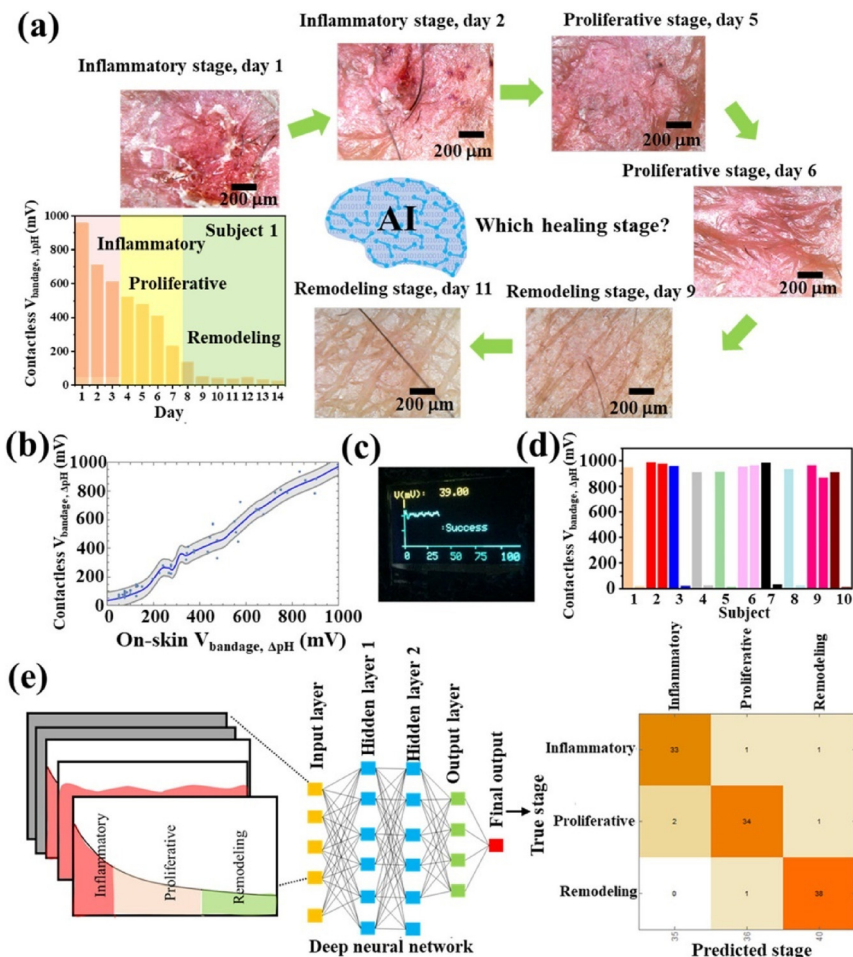 (a)
Inflammatory stage, day 1
Inflammatory stage, day 2
Proliferative stage, day 5
200 μm
200 μm
200 μm
Proliferative stage, day 6
200 μm
AI
Which healing stage?
Remodeling stage, day 11
Remodeling stage, day 9
200 μm
200 μm
Contactless V bandage, ΔpH (mV)
1000
800
600
400
200
0
Subject 1
Inflammatory
Proliferative
Remodeling
1 2 3 4 5 6 7 8 9 10 11 12 13 14
Day
(b)
Contactless V bandage, ΔpH (mV)
1000
800
600
400
200
0
0 200 400 600 800 1000
On-skin V bandage, ΔpH (mV)
(c)
V(mV): 39.00
:Success
0 25 50 75 100
(d)
Contactless V bandage, ΔpH (mV)
1000
800
600
400
200
0
1 2 3 4 5 6 7 8 9 10
Subject
(e)
Inflammatory
Proliferative
Remodeling
Input layer
Hidden layer 1
Hidden layer 2
Output layer
Final output
Deep neural network
True stage
Inflammatory
Proliferative
Remodeling
Inflammatory
33 1 1
Proliferative
2 34 1
Remodeling
0 1 38
35 36 40
Predicted stage